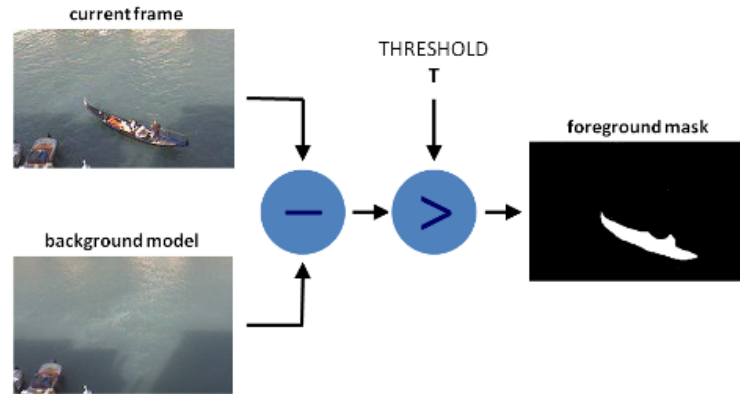 current frame
THRESHOLD
T
foreground mask
background model
− 
>